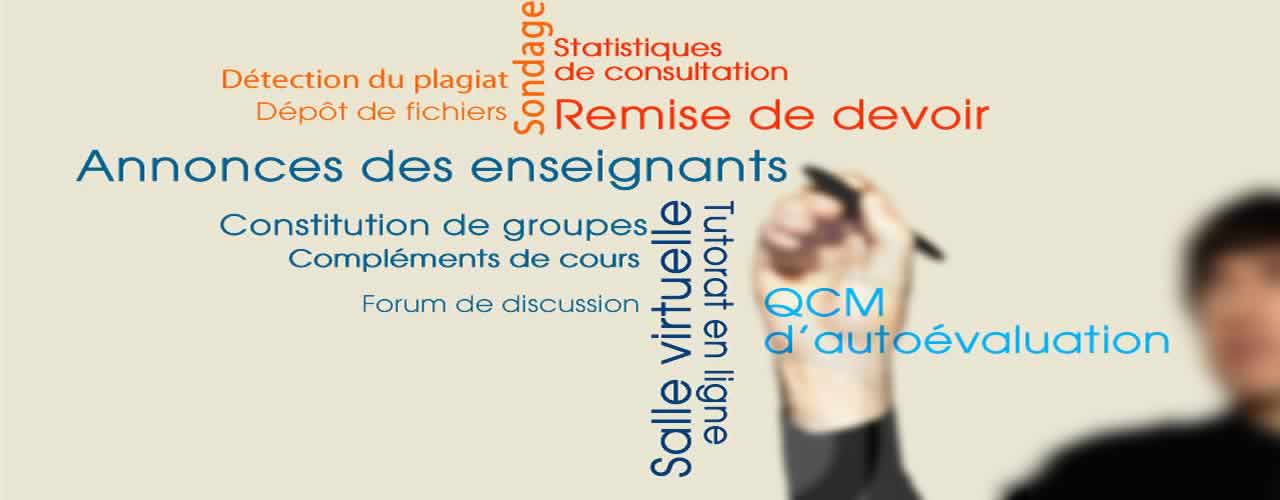 Sondage
Statistiques
de consultation
Détection du plagiat
Dépôt de fichiers
Remise de devoir
Annonces des enseignants
Constitution de groupes
Compléments de cours
Forum de discussion
Salle virtuelle
Tutorat en ligne
QCM
d'autoévaluation